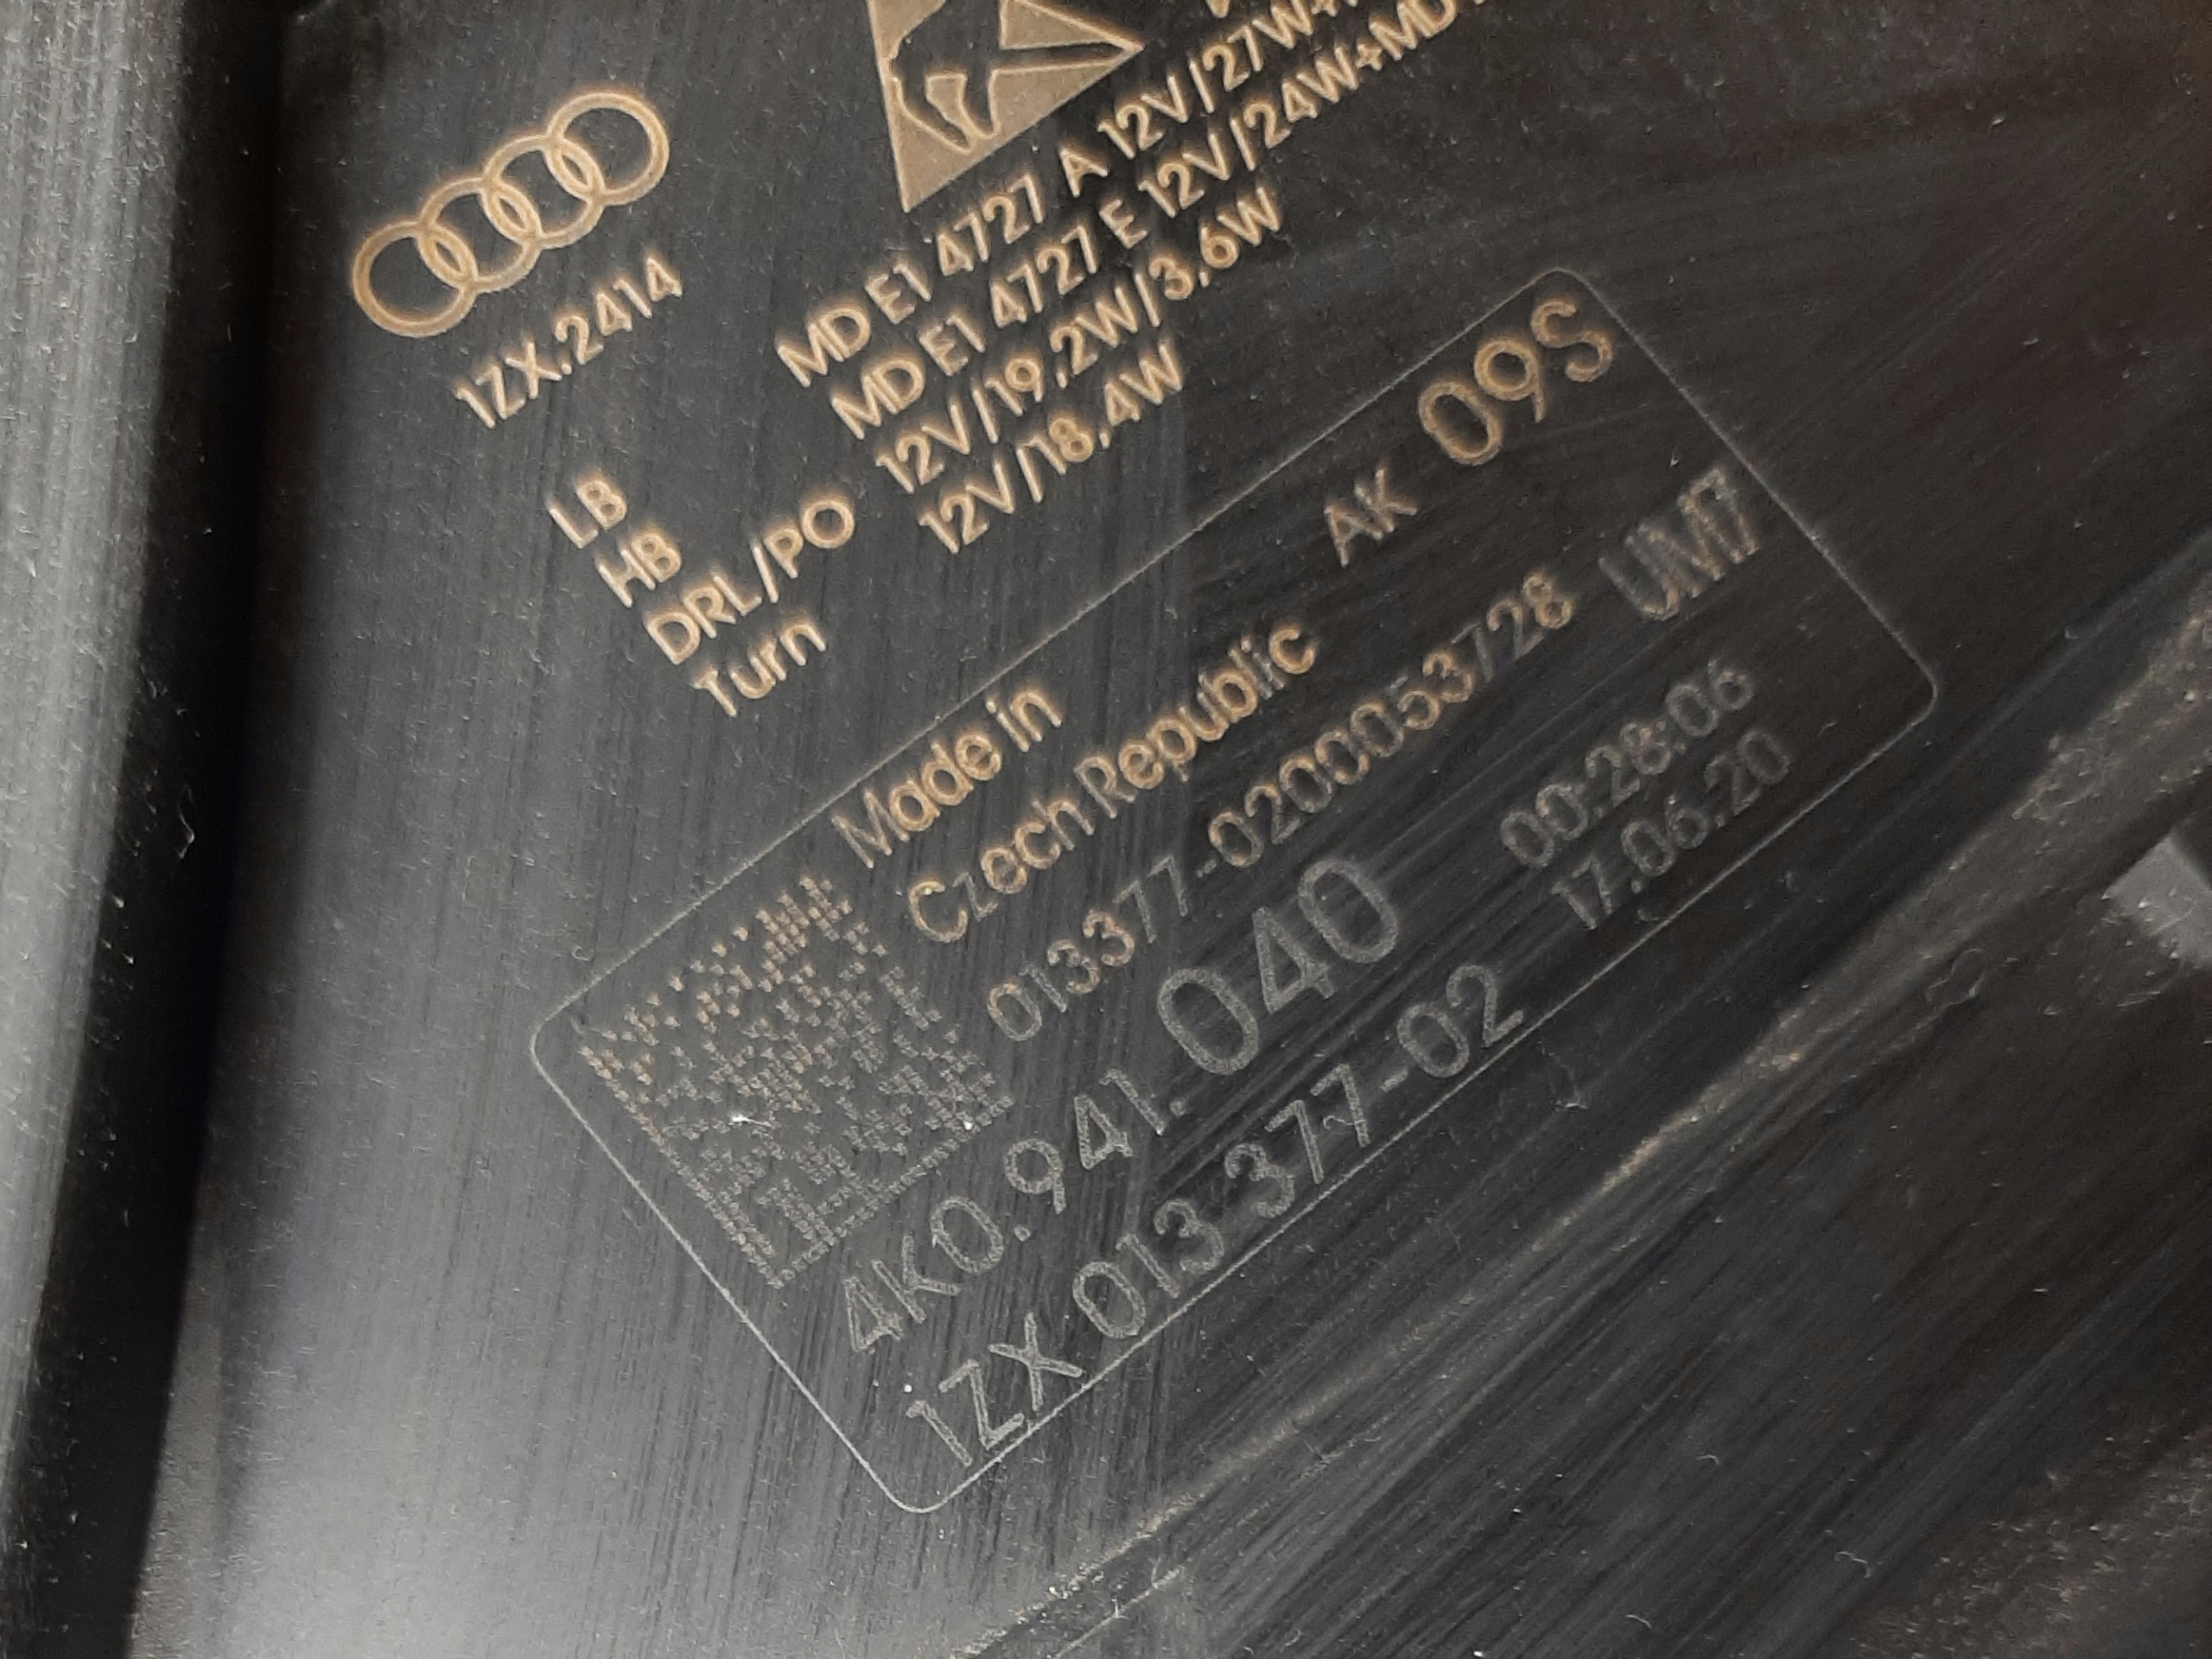 1ZX.2414
LB MD E1 4727 A 12V/27W+
HB MD E1 4727 E 12V/24W+MD
DRL/PO 12V/19,2W/3,6W
Turn 12V/18,4W
Made in
Czech Republic AK 09S
013377-0200053728 UM17
4K0.941.040 00:28:06
1ZX 013 377-02 17.06.20